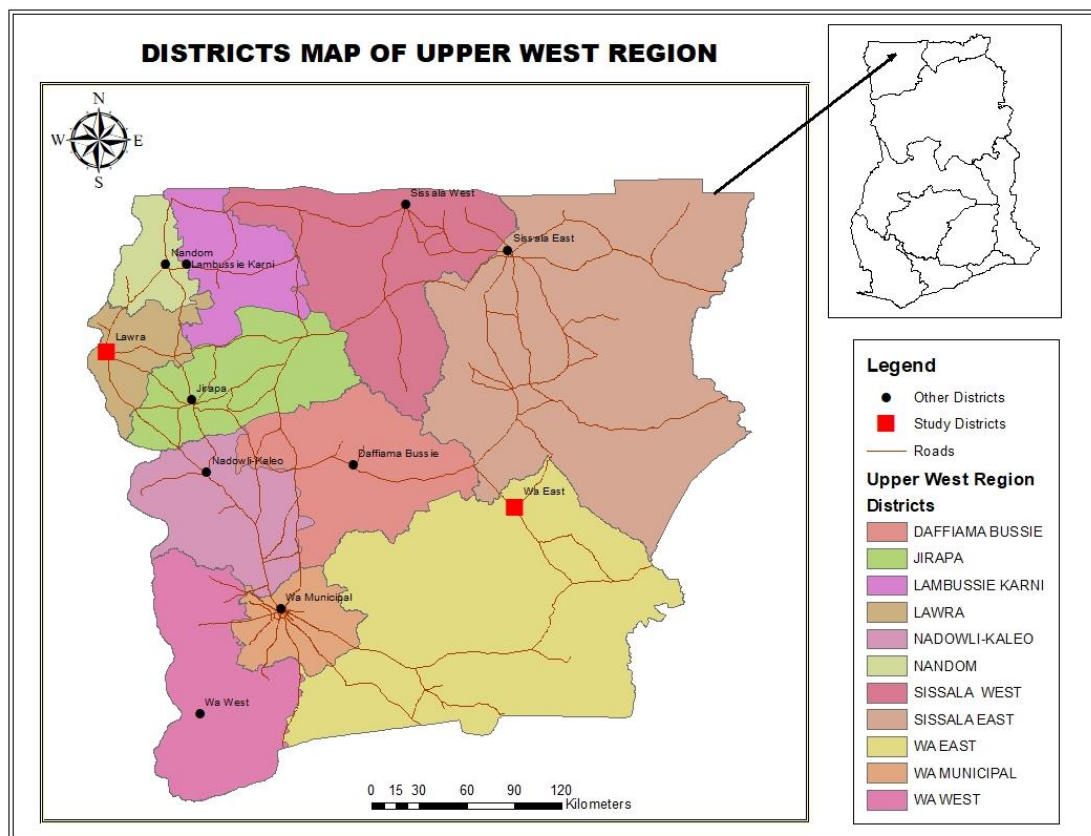 DISTRICTS MAP OF UPPER WEST REGION
N
W
E
S
Sissala West
Sissala East
Nandom
Lambussie Karni
Lawra
Jirapa
Nadowli-Kaleo
Daffiama Bussie
Wa East
Wa Municipal
Wa West
0 15 30 60 90 120
Kilometers
Legend
Other Districts
Study Districts
Roads
Upper West Region
Districts
DAFFIAMA BUSSIE
JIRAPA
LAMBUSSIE KARNI
LAWRA
NADOWLI-KALEO
NANDOM
SISSALA WEST
SISSALA EAST
WA EAST
WA MUNICIPAL
WA WEST